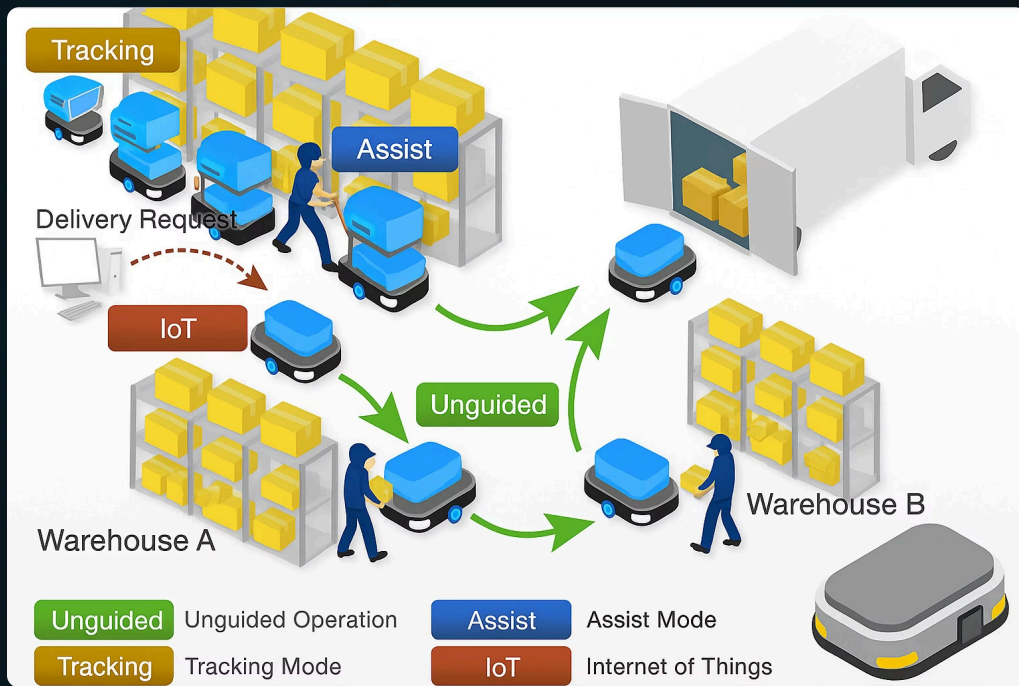 Tracking
Assist
Delivery Request
IoT
Unguided
Warehouse A
Warehouse B
Unguided Unguided Operation
Assist Assist Mode
Tracking Tracking Mode
IoT Internet of Things